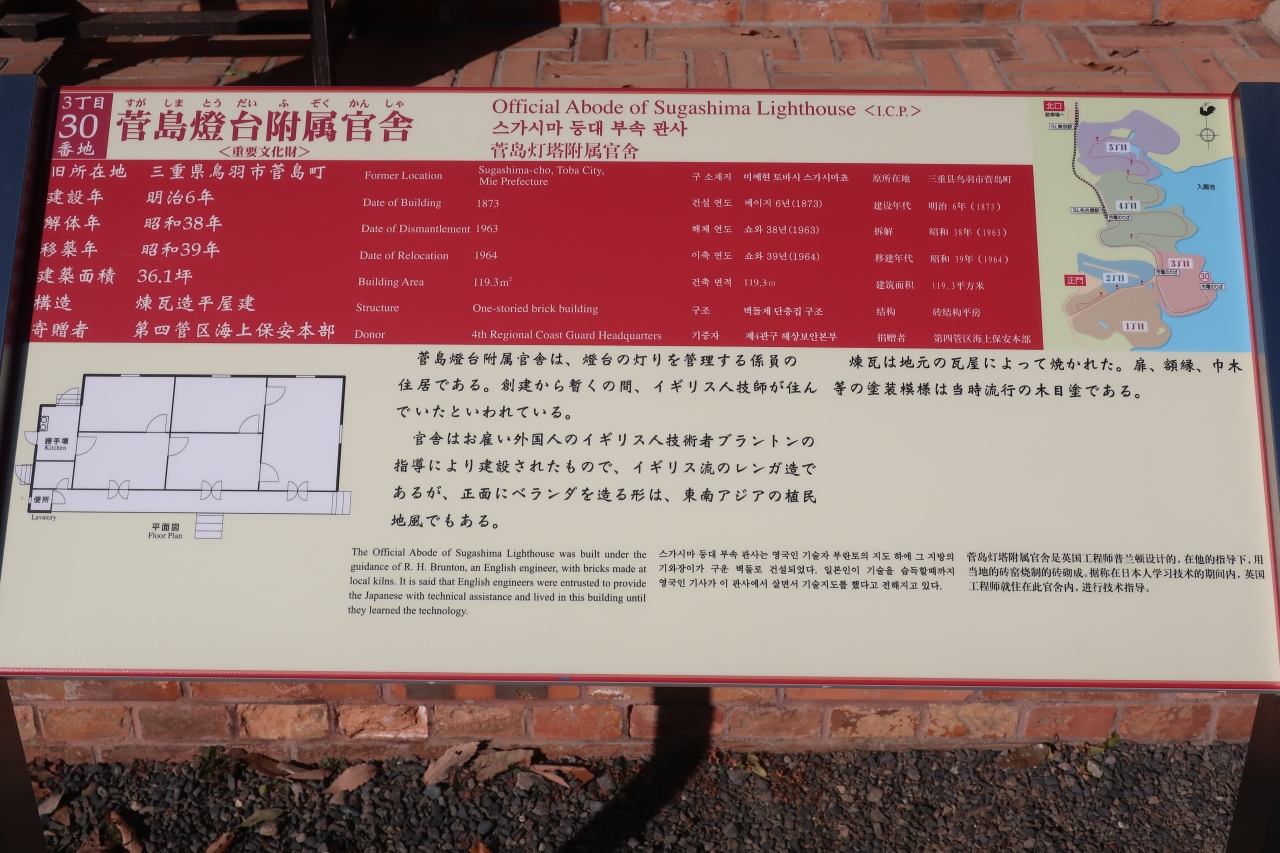 3丁目
30
番地
すが しま とう だい ふ ぞく かん しゃ
菅島燈台附属官舎
<重要文化財>
Official Abode of Sugashima Lighthouse <I.C.P.>
스가시마 등대 부속 관사
菅岛灯塔附属官舍
旧所在地 三重県鳥羽市菅島町
建設年 明治6年
解体年 昭和38年
移築年 昭和39年
建築面積 36.1坪
構造 煉瓦造平屋建
寄贈者 第四管区海上保安本部
Former Location Sugashima-cho, Toba City,
Mie Prefecture
Date of Building 1873
Date of Dismantlement 1963
Date of Relocation 1964
Building Area 119.3m²
Structure One-storied brick building
Donor 4th Regional Coast Guard Headquarters
구 소재지 미에현 토바시 스가시마쵸
건설 연도 메이지 6년(1873)
해체 연도 쇼와 38년(1963)
이축 연도 쇼와 39년(1964)
건축 면적 119.3㎡
구조 벽돌제 단층집 구조
기증자 제4관구 해상보안본부
原所在地 三重县鸟羽市菅岛町
建设年代 明治 6年（1873）
拆解 昭和 38年（1963）
移建年代 昭和 39年（1964）
建筑面积 119.3平方米
结构 砖结构平房
捐赠者 第四管区海上保安本部
北口
5丁目
4丁目
3丁目
2丁目
1丁目
正門
30
入鹿池
菅島燈台附属官舎は、燈台の灯りを管理する係員の
住居である。創建から暫くの間、イギリス人技師が住ん
でいたといわれている。
官舎はお雇い外国人のイギリス人技術者ブラントンの
指導により建設されたもので、イギリス流のレンガ造で
あるが、正面にベランダを造る形は、東南アジアの植民
地風でもある。
煉瓦は地元の瓦屋によって焼かれた。扉、額縁、巾木
等の塗装模様は当時流行の木目塗である。
勝手場
Kitchen
便所
Lavatory
平面図
Floor Plan
The Official Abode of Sugashima Lighthouse was built under the
guidance of R. H. Brunton, an English engineer, with bricks made at
local kilns. It is said that English engineers were entrusted to provide
the Japanese with technical assistance and lived in this building until
they learned the technology.
스가시마 등대 부속 관사는 영국인 기술자 부란토의 지도 하에 그 지방의
기와장이가 구운 벽돌로 건설되었다. 일본인이 기술을 습득할때까지
영국인 기사가 이 관사에서 살면서 기술지도를 했다고 전해지고 있다.
菅岛灯塔附属官舍是英国工程师普兰顿设计的，在他的指导下，用
当地的砖窑烧制的砖砌成。据称在日本人学习技术的期间内，英国
工程师就住在此官舍内，进行技术指导。